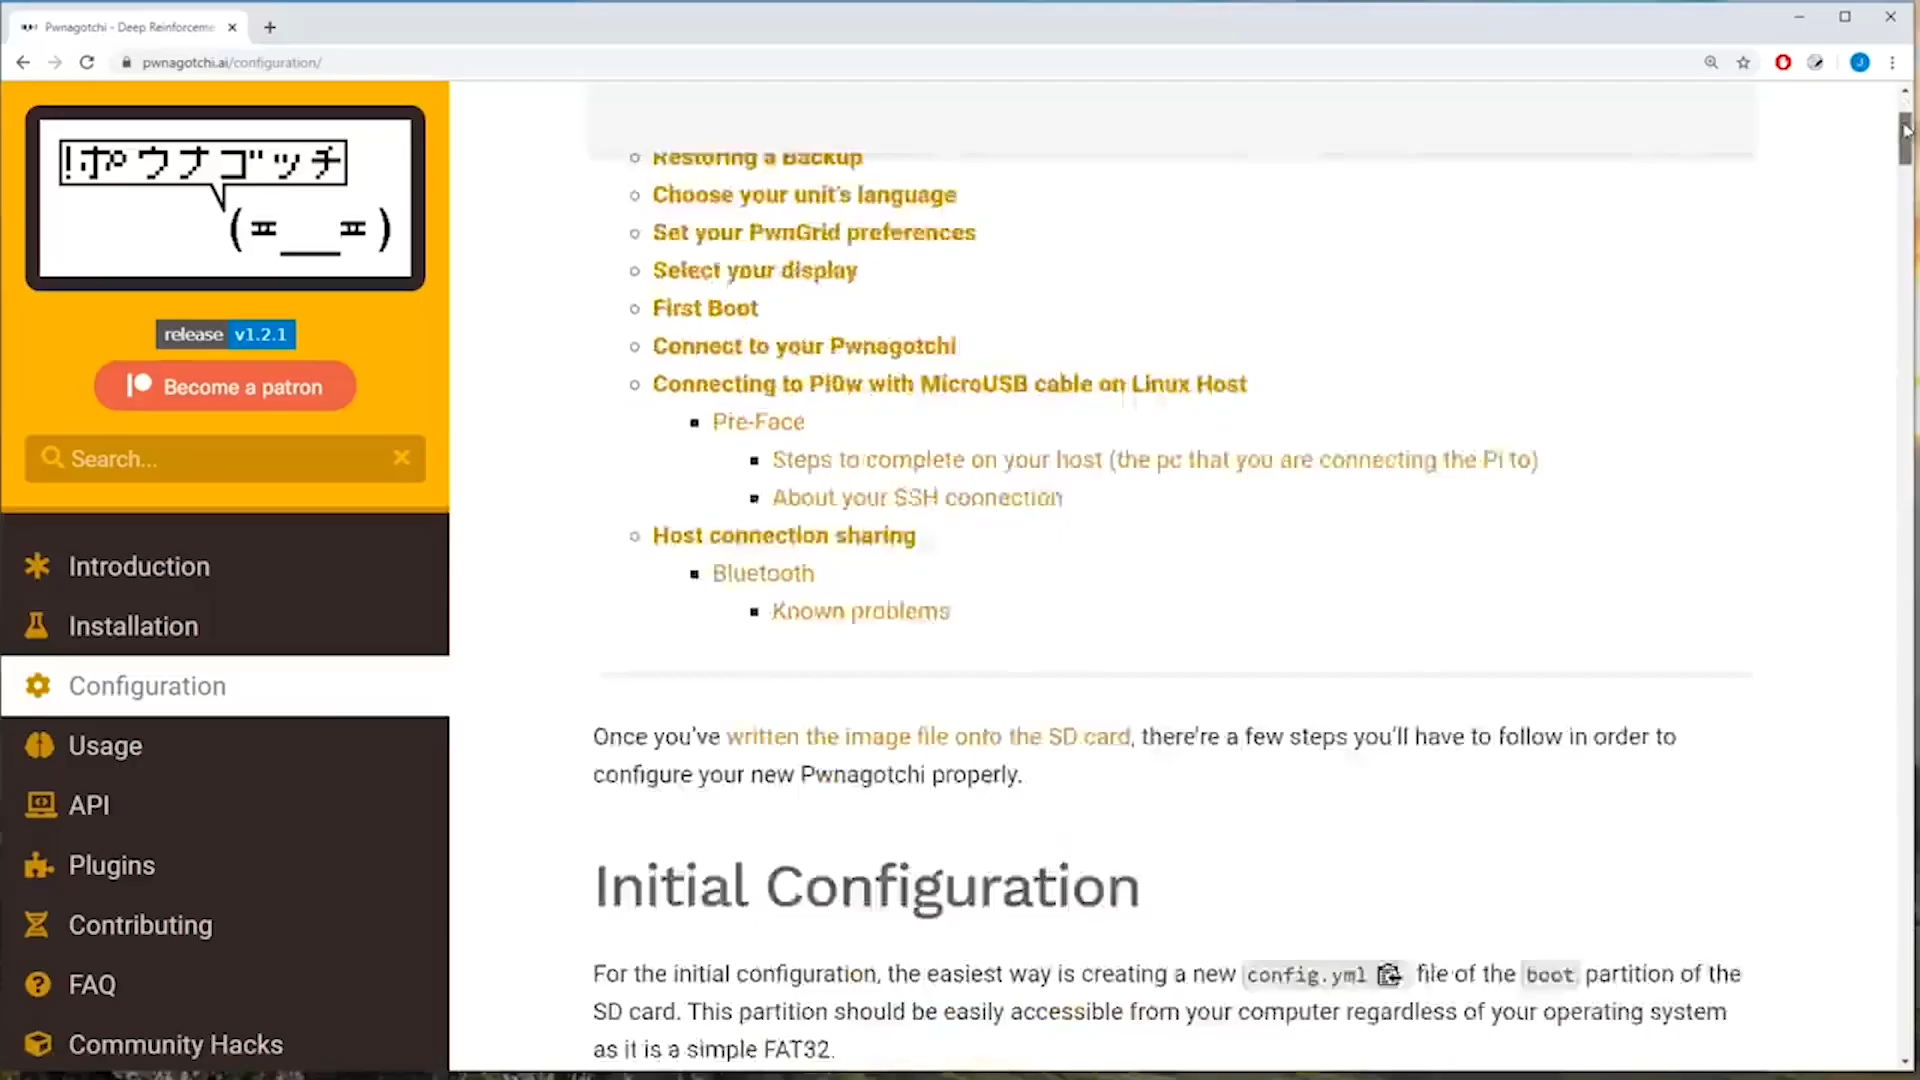 Pwnagotchi - Deep Reinforceme
pwnagotchi.ai/configuration/
!ポウナゴッチ
(⌗__⌗)
release v1.2.1
Become a patron
Search...
Introduction
Installation
Configuration
Usage
API
Plugins
Contributing
FAQ
Community Hacks
Restoring a Backup
Choose your unit's language
Set your PwnGrid preferences
Select your display
First Boot
Connect to your Pwnagotchi
Connecting to Pi0w with MicroUSB cable on Linux Host
Pre-Face
Steps to complete on your host (the pc that you are connecting the Pi to)
About your SSH connection
Host connection sharing
Bluetooth
Known problems
Once you've written the image file onto the SD card, there're a few steps you'll have to follow in order to
configure your new Pwnagotchi properly.
Initial Configuration
For the initial configuration, the easiest way is creating a new config.yml file of the boot partition of the
SD card. This partition should be easily accessible from your computer regardless of your operating system
as it is a simple FAT32.